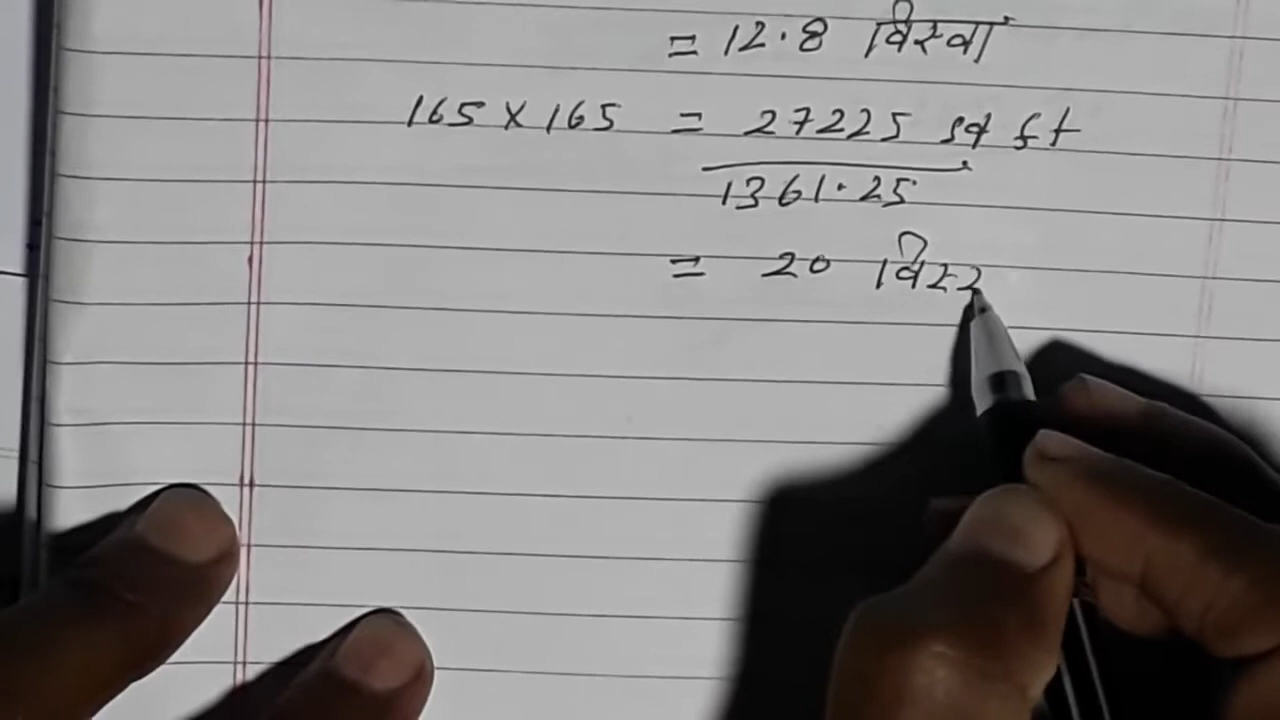 = 12.8 विस्वा
165 x 165 = 27225 sq ft
1361.25
= 20